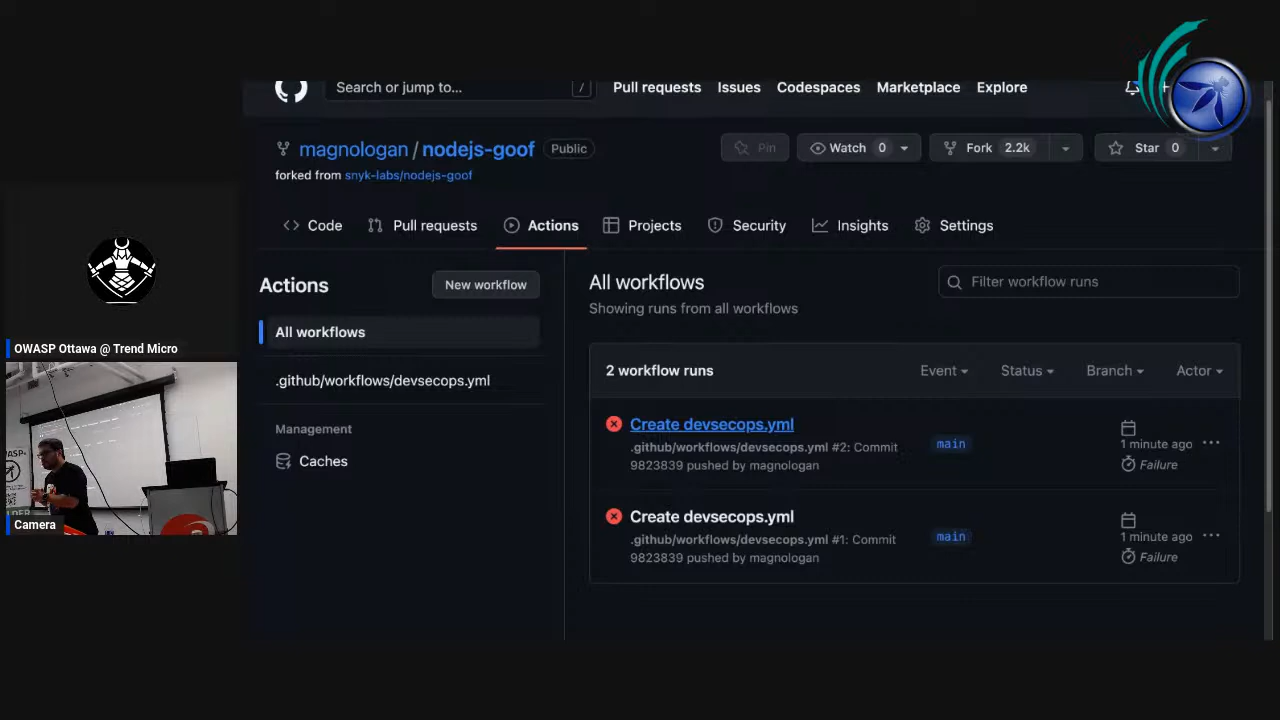 Search or jump to...
/
Pull requests
Issues
Codespaces
Marketplace
Explore
magnologan / nodejs-goof
Public
forked from snyk-labs/nodejs-goof
Pin
Watch 0
Fork 2.2k
Star 0
Code
Pull requests
Actions
Projects
Security
Insights
Settings
Actions
New workflow
All workflows
.github/workflows/devsecops.yml
Management
Caches
All workflows
Showing runs from all workflows
Filter workflow runs
2 workflow runs
Event
Status
Branch
Actor
Create devsecops.yml
.github/workflows/devsecops.yml #2: Commit
9823839 pushed by magnologan
main
1 minute ago
Failure
Create devsecops.yml
.github/workflows/devsecops.yml #1: Commit
9823839 pushed by magnologan
main
1 minute ago
Failure
OWASP Ottawa @ Trend Micro
Camera